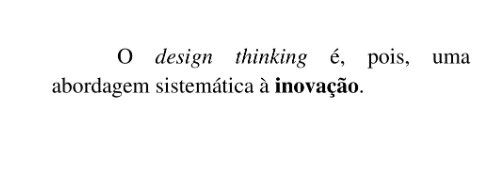 O design thinking é, pois, uma
abordagem sistemática à inovação.